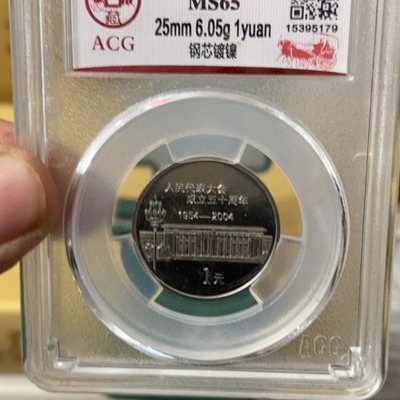 MS65
ACG
25mm 6.05g 1yuan
15395179
钢芯镀镍
人民代表大会
成立五十周年
1954—2004
1元
ACG